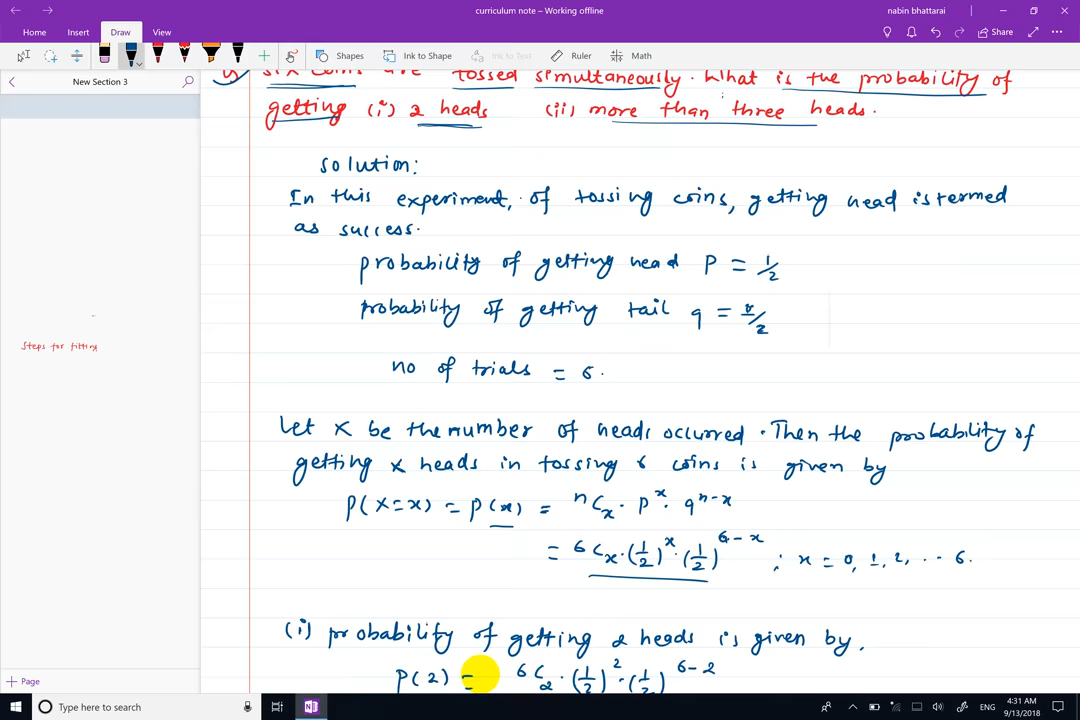 curriculum note – Working offline
nabin bhattarai
Home Insert Draw View
Share
Shapes Ink to Shape Ink to Text Ruler Math
New Section 3
Six coins are tossed simultaneously. What is the probability of
getting (i) 2 heads (ii) more than three heads.
solution:
In this experiment, of tossing coins, getting head is termed
as success.
probability of getting head P = 1/2
probability of getting tail q = 1/2
Steps for fitting
no of trials = 6.
Let X be the number of heads occurred. Then the probability of
getting x heads in tossing 6 coins is given by
P(X=x) = p(x) = ⁿCₓ · pˣ · qⁿ⁻ˣ
= ⁶Cₓ · (1/2)ˣ · (1/2)⁶⁻ˣ ; x = 0, 1, 2, ... 6.
(i) probability of getting 2 heads is given by,
P(2) = ⁶C₂ · (1/2)² · (1/2)⁶⁻²
+ Page
Type here to search
ENG
4:31 AM
9/13/2018